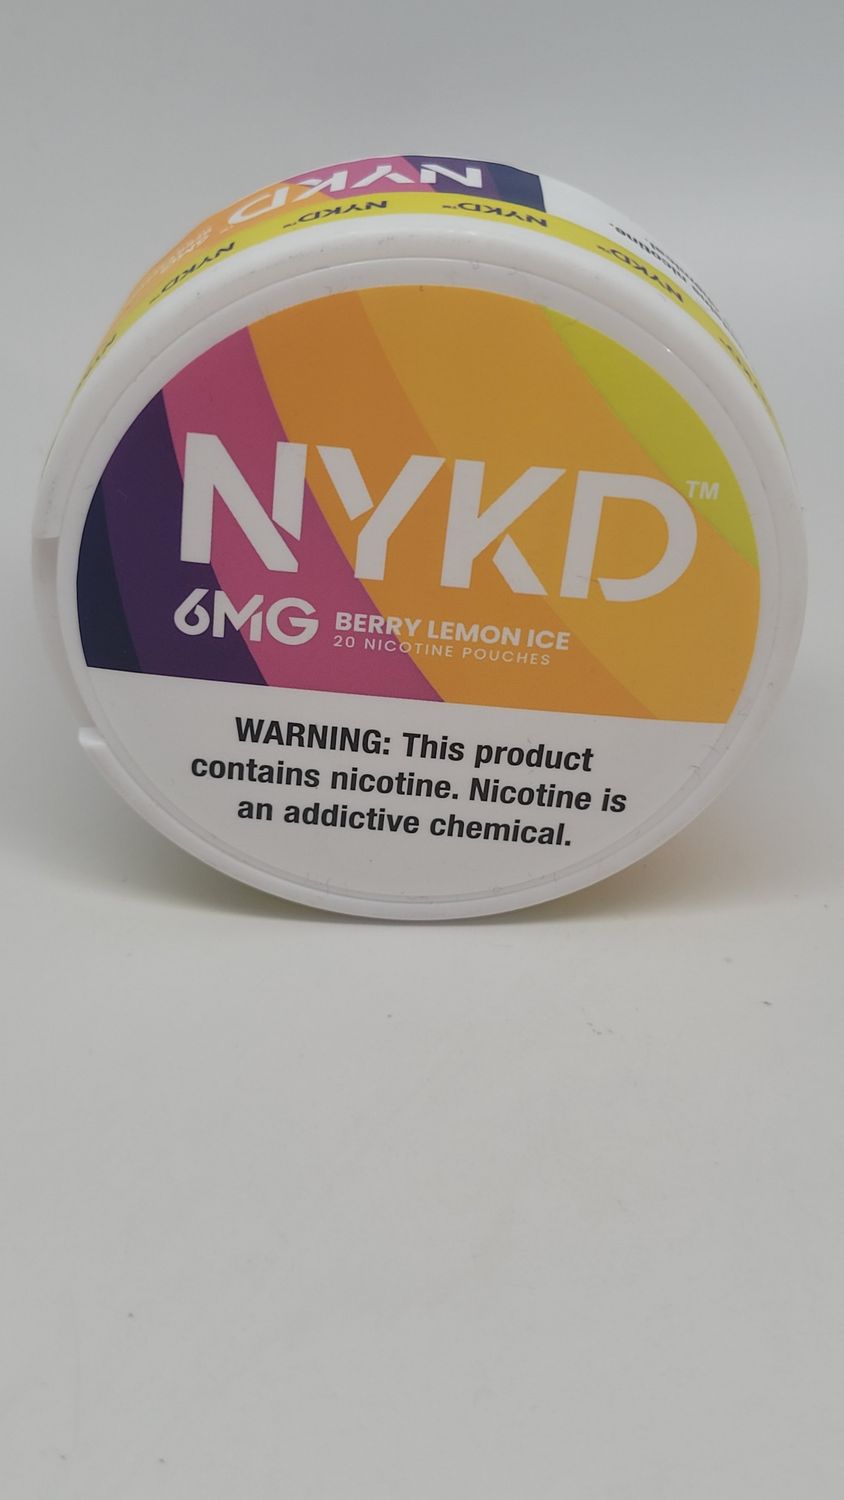 NYKD
NYKD™ NYKD™ NYKD™ NYKD™
NYKD™
6MG BERRY LEMON ICE
20 NICOTINE POUCHES
WARNING: This product
contains nicotine. Nicotine is
an addictive chemical.